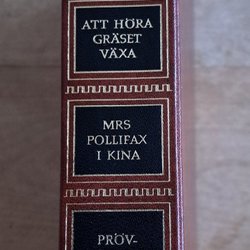 ATT HÖRA
GRÄSET
VÄXA
MRS
POLLIFAX
I KINA
PRÖV-